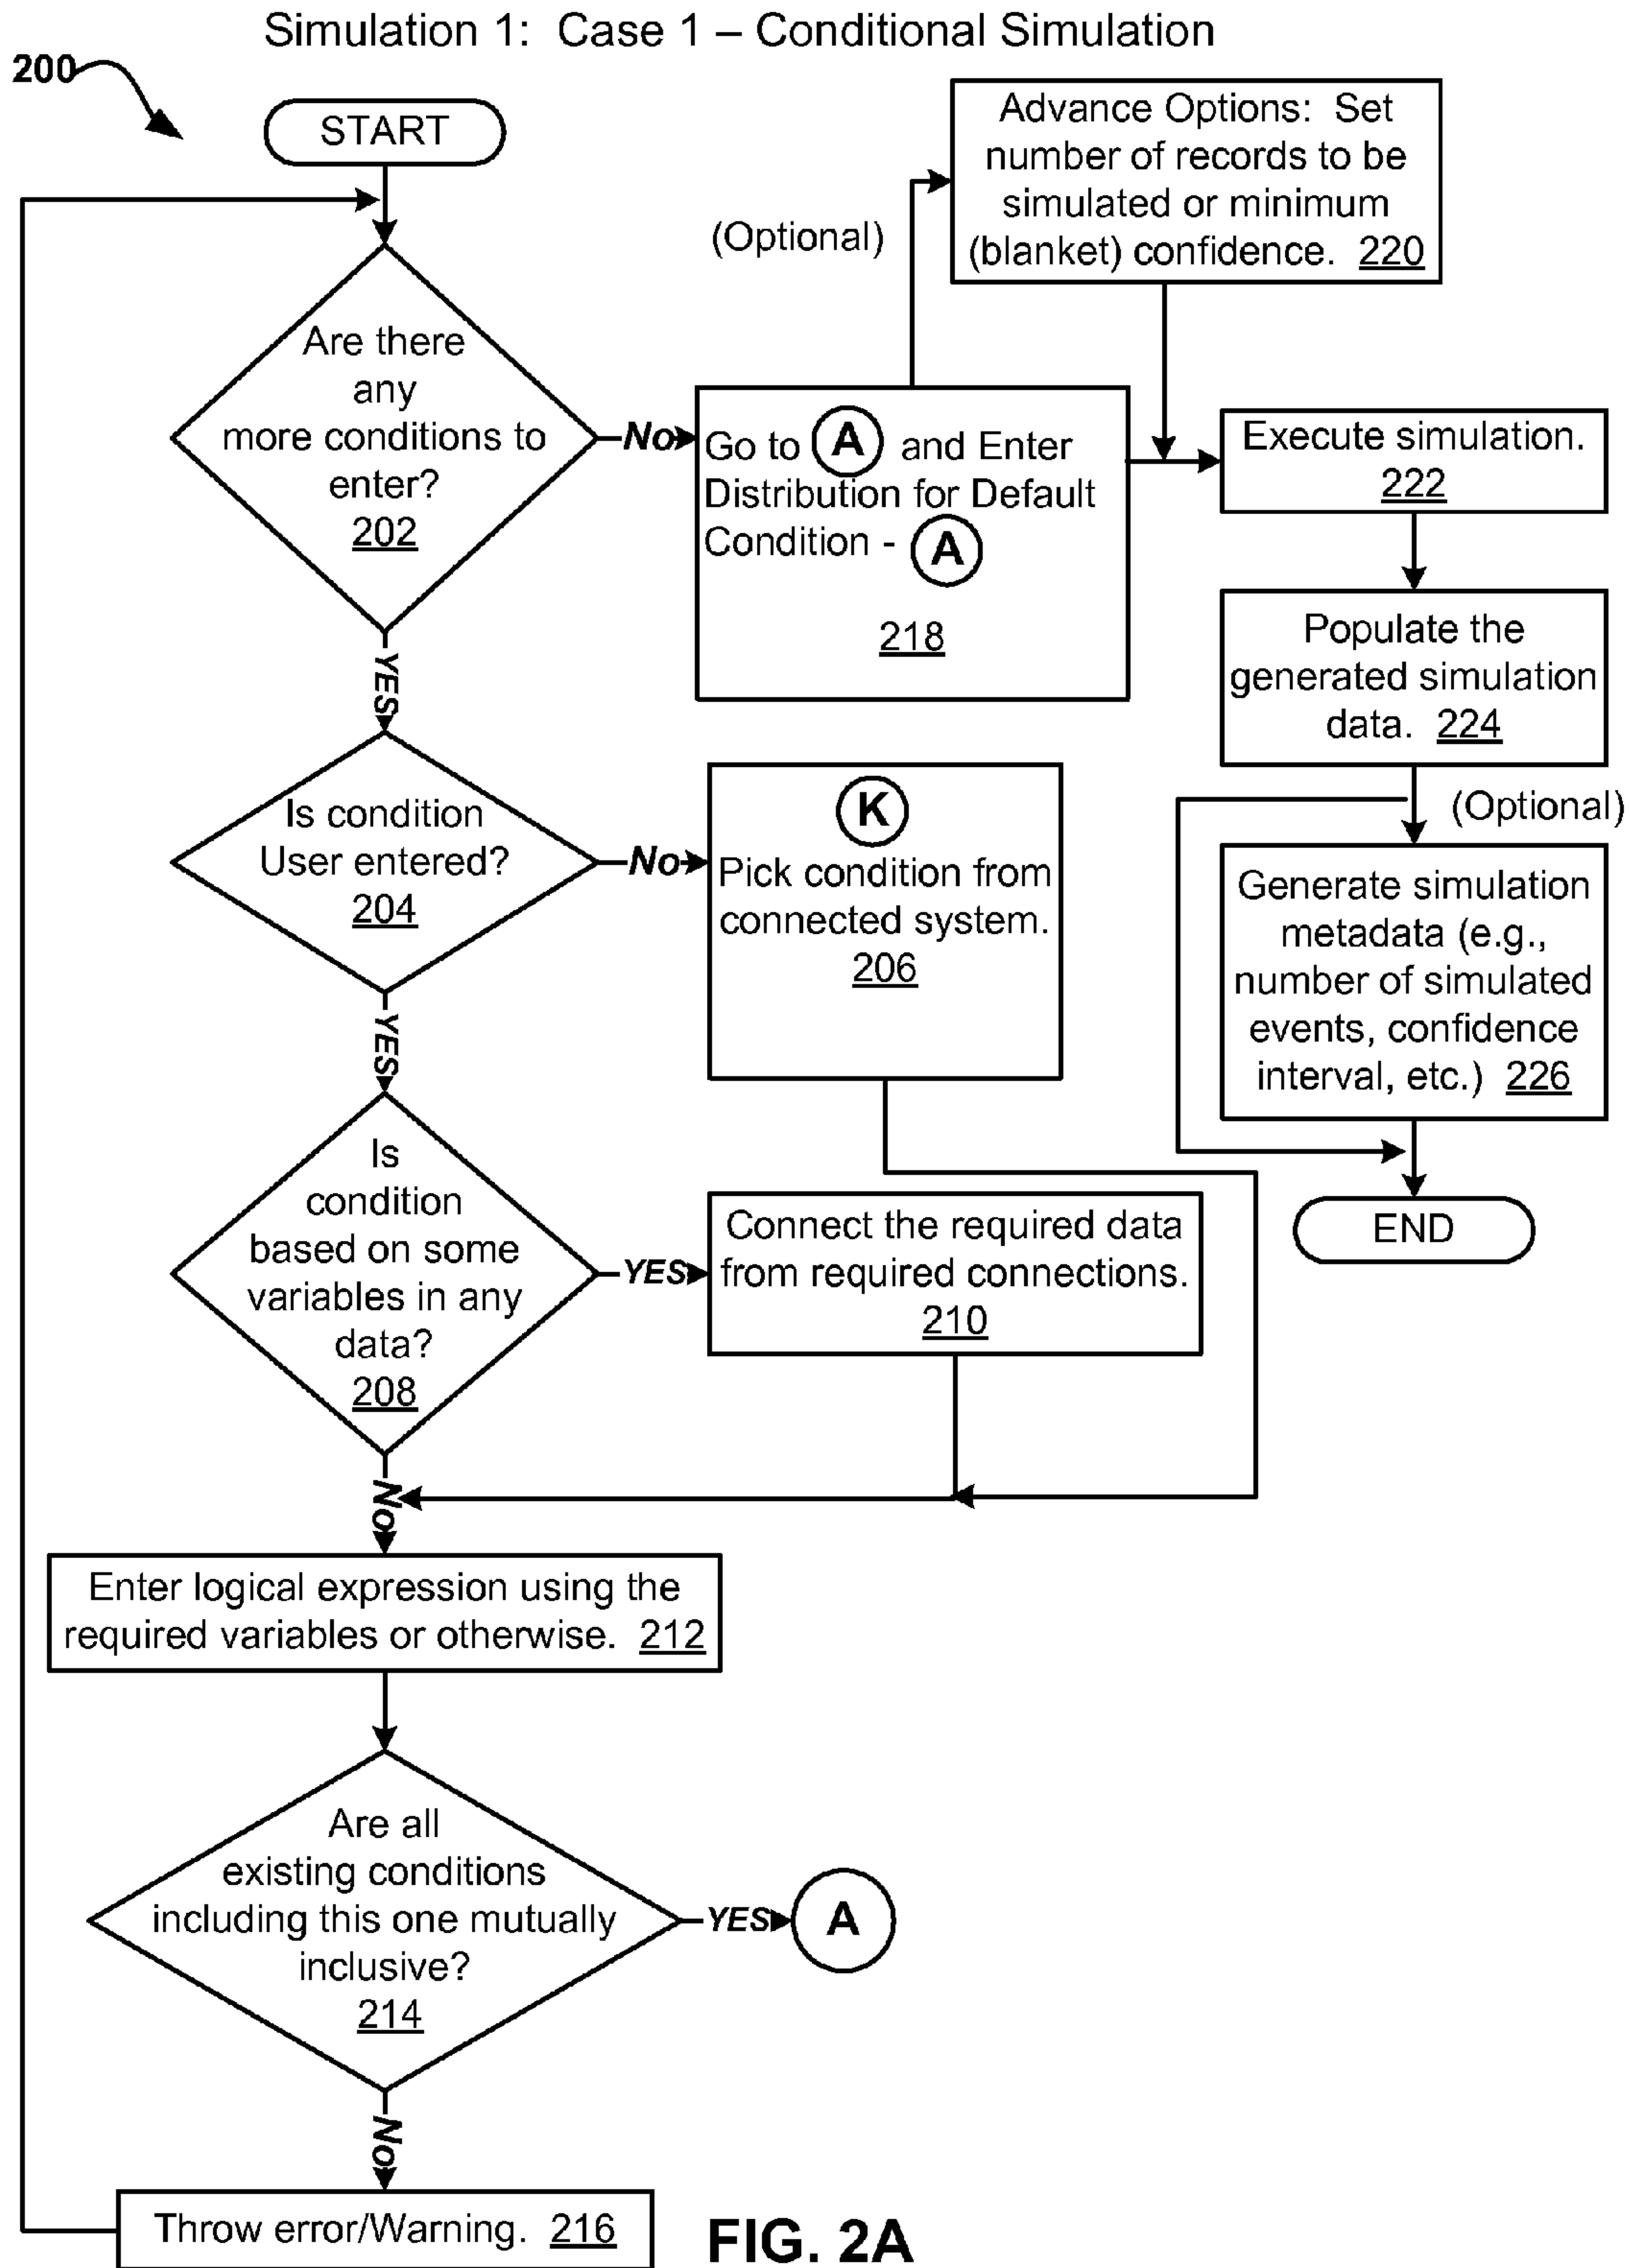 Simulation 1: Case 1 – Conditional Simulation
200
START
Are there
any
more conditions to
enter?
202
No
Go to A and Enter
Distribution for Default
Condition - A
218
(Optional)
Advance Options: Set
number of records to be
simulated or minimum
(blanket) confidence. 220
Execute simulation.
222
Populate the
generated simulation
data. 224
(Optional)
Generate simulation
metadata (e.g.,
number of simulated
events, confidence
interval, etc.) 226
END
YES
Is condition
User entered?
204
No
K
Pick condition from
connected system.
206
YES
Is
condition
based on some
variables in any
data?
208
YES
Connect the required data
from required connections.
210
No
Enter logical expression using the
required variables or otherwise. 212
Are all
existing conditions
including this one mutually
inclusive?
214
YES
A
No
Throw error/Warning. 216
FIG. 2A